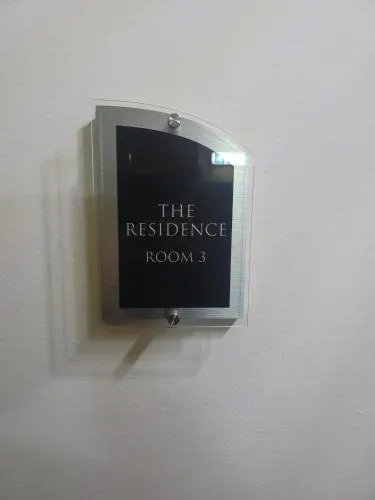 THE
RESIDENCE
ROOM 3